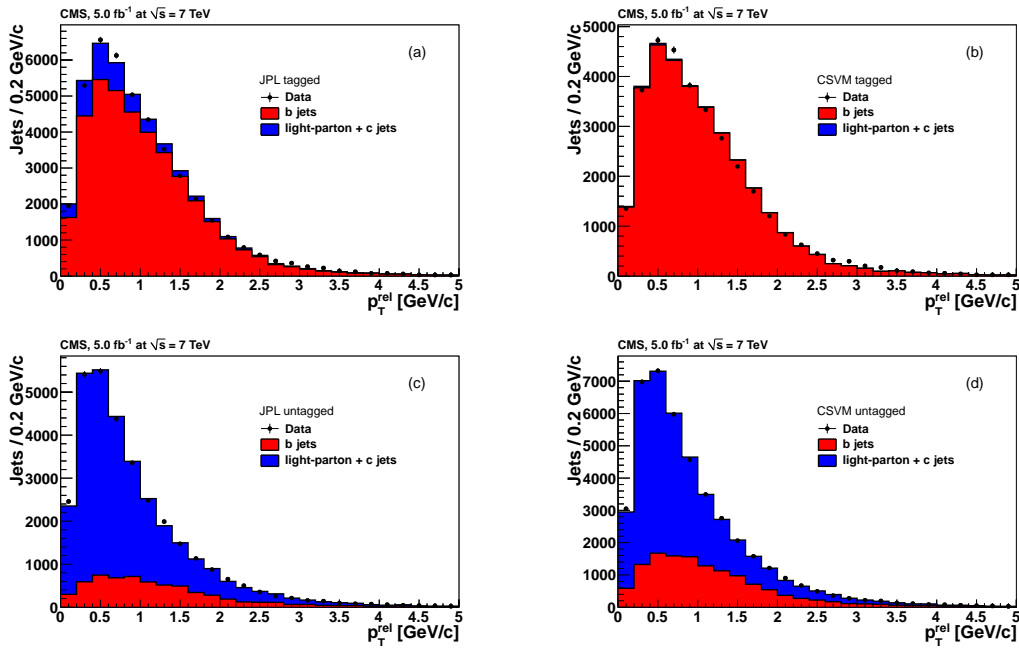 CMS, 5.0 fb⁻¹ at √s = 7 TeV
(a)
JPL tagged
Data
b jets
light-parton + c jets
Jets / 0.2 GeV/c
6000
5000
4000
3000
2000
1000
0
0 0.5 1 1.5 2 2.5 3 3.5 4 4.5 5
p_T^rel [GeV/c]
CMS, 5.0 fb⁻¹ at √s = 7 TeV
(b)
CSVM tagged
Data
b jets
light-parton + c jets
Jets / 0.2 GeV/c
5000
4000
3000
2000
1000
0
0 0.5 1 1.5 2 2.5 3 3.5 4 4.5 5
p_T^rel [GeV/c]
CMS, 5.0 fb⁻¹ at √s = 7 TeV
(c)
JPL untagged
Data
b jets
light-parton + c jets
Jets / 0.2 GeV/c
5000
4000
3000
2000
1000
0
0 0.5 1 1.5 2 2.5 3 3.5 4 4.5 5
p_T^rel [GeV/c]
CMS, 5.0 fb⁻¹ at √s = 7 TeV
(d)
CSVM untagged
Data
b jets
light-parton + c jets
Jets / 0.2 GeV/c
7000
6000
5000
4000
3000
2000
1000
0
0 0.5 1 1.5 2 2.5 3 3.5 4 4.5 5
p_T^rel [GeV/c]